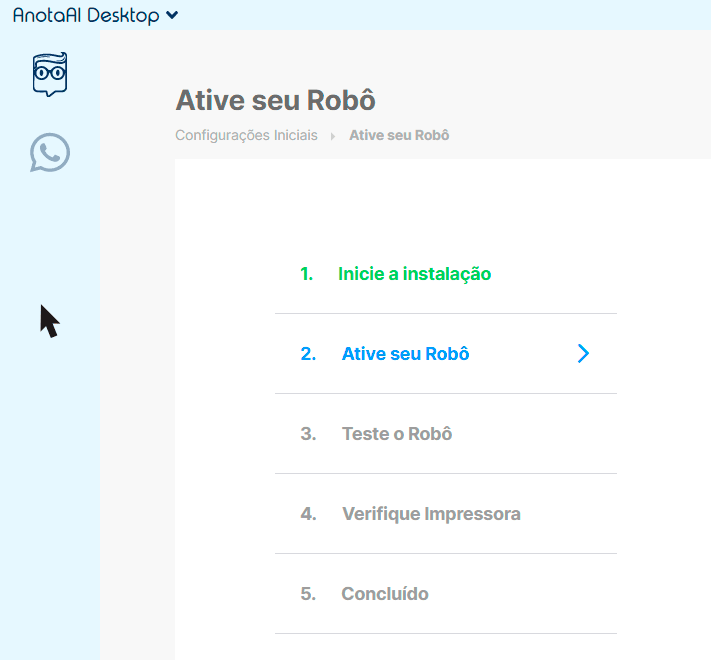 AnotaAI Desktop
Ative seu Robô
Configurações Iniciais Ative seu Robô
1. Inicie a instalação
2. Ative seu Robô
3. Teste o Robô
4. Verifique Impressora
5. Concluído